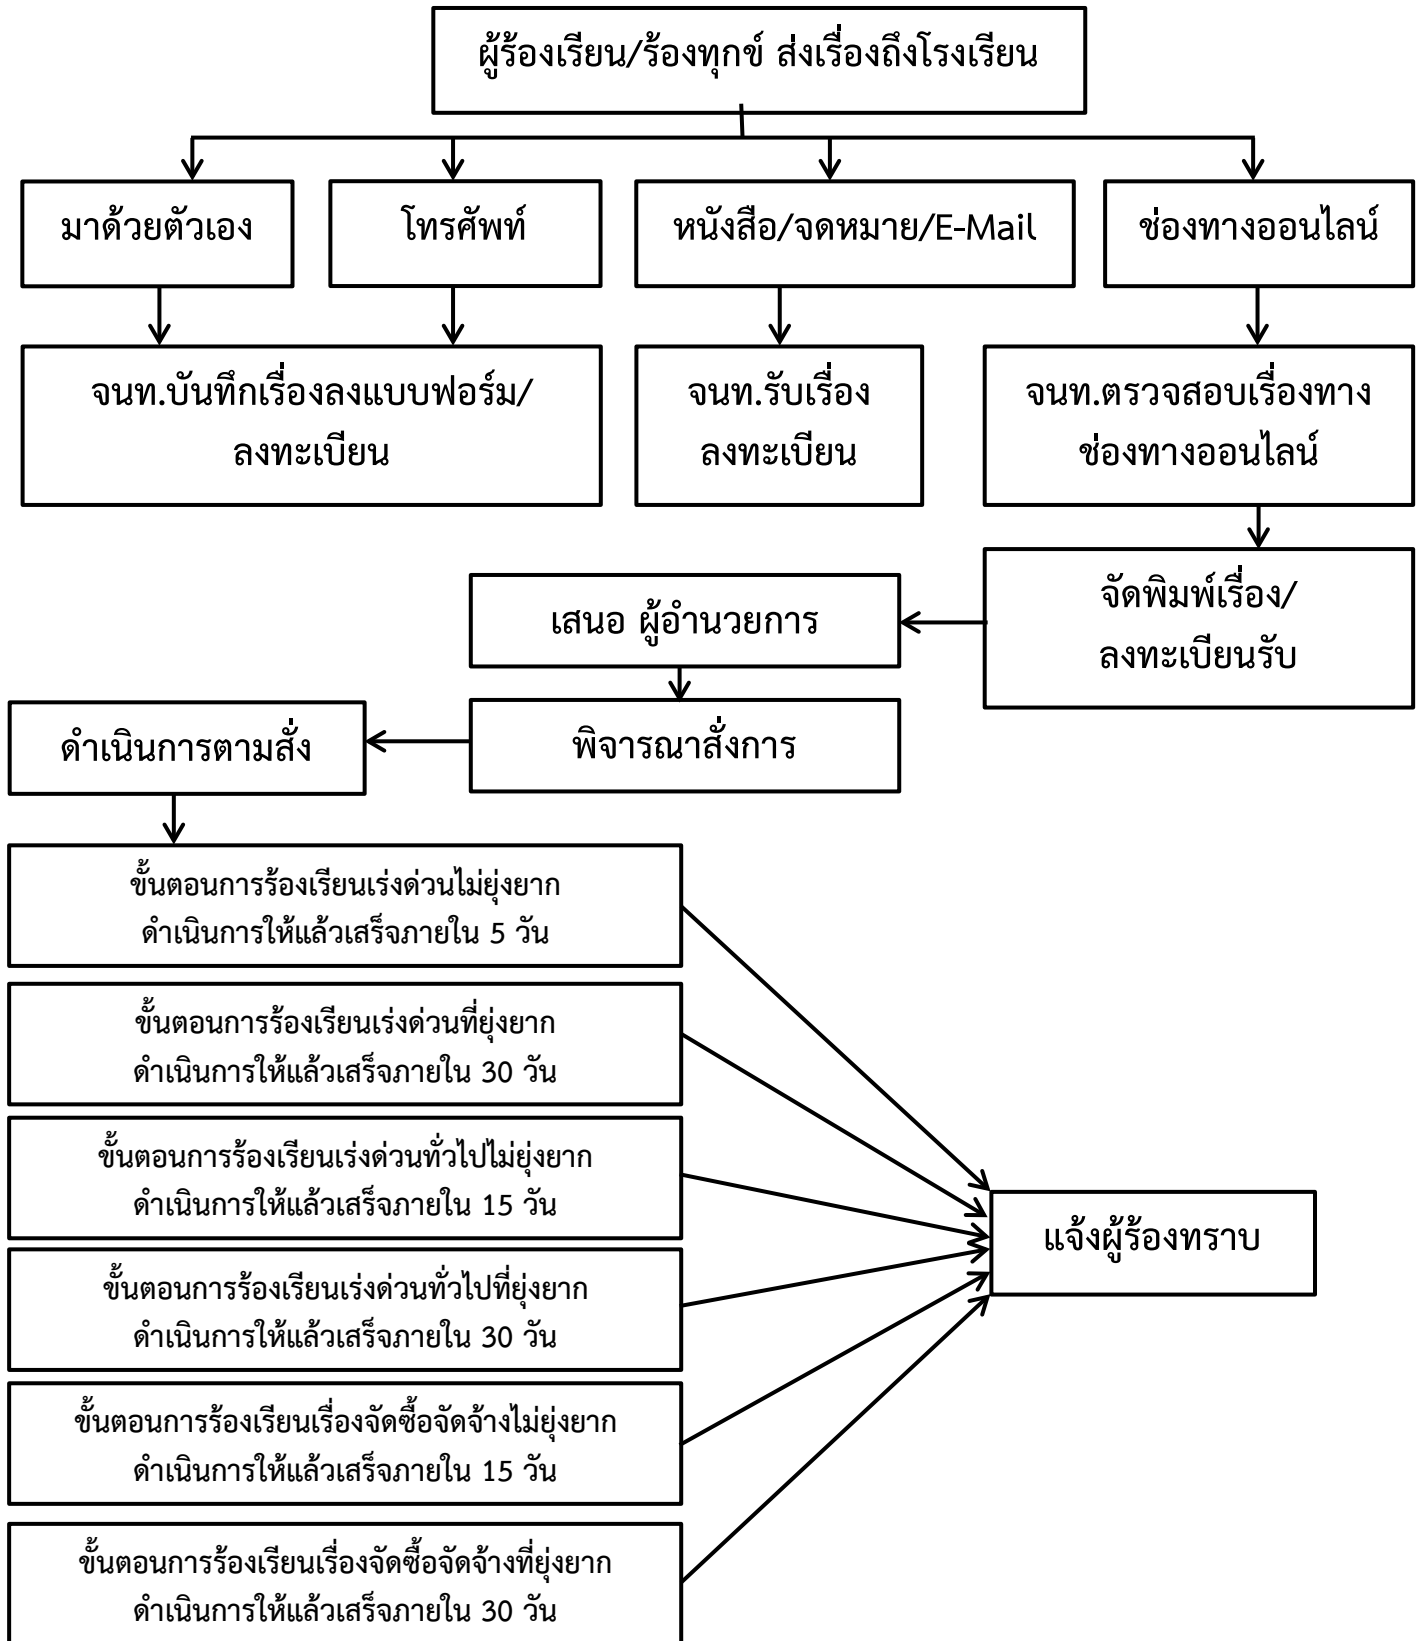 ผู้ร้องเรียน/ร้องทุกข์ ส่งเรื่องถึงโรงเรียน
มาด้วยตัวเอง
โทรศัพท์
หนังสือ/จดหมาย/E-Mail
ช่องทางออนไลน์
จนท.บันทึกเรื่องลงแบบฟอร์ม/
ลงทะเบียน
จนท.รับเรื่อง
ลงทะเบียน
จนท.ตรวจสอบเรื่องทาง
ช่องทางออนไลน์
จัดพิมพ์เรื่อง/
ลงทะเบียนรับ
เสนอ ผู้อำนวยการ
พิจารณาสั่งการ
ดำเนินการตามสั่ง
ขั้นตอนการร้องเรียนเร่งด่วนไม่ยุ่งยาก
ดำเนินการให้แล้วเสร็จภายใน 5 วัน
ขั้นตอนการร้องเรียนเร่งด่วนที่ยุ่งยาก
ดำเนินการให้แล้วเสร็จภายใน 30 วัน
ขั้นตอนการร้องเรียนเร่งด่วนทั่วไปไม่ยุ่งยาก
ดำเนินการให้แล้วเสร็จภายใน 15 วัน
ขั้นตอนการร้องเรียนเร่งด่วนทั่วไปที่ยุ่งยาก
ดำเนินการให้แล้วเสร็จภายใน 30 วัน
ขั้นตอนการร้องเรียนเรื่องจัดซื้อจัดจ้างไม่ยุ่งยาก
ดำเนินการให้แล้วเสร็จภายใน 15 วัน
ขั้นตอนการร้องเรียนเรื่องจัดซื้อจัดจ้างที่ยุ่งยาก
ดำเนินการให้แล้วเสร็จภายใน 30 วัน
แจ้งผู้ร้องทราบ